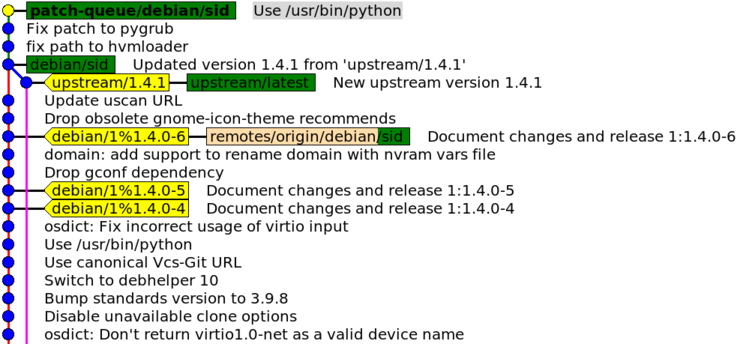 patch-queue/debian/sid Use /usr/bin/python
Fix patch to pygrub
fix path to hvmloader
debian/sid Updated version 1.4.1 from 'upstream/1.4.1'
upstream/1.4.1 upstream/latest New upstream version 1.4.1
Update uscan URL
Drop obsolete gnome-icon-theme recommends
debian/1%1.4.0-6 remotes/origin/debian/sid Document changes and release 1:1.4.0-6
domain: add support to rename domain with nvram vars file
Drop gconf dependency
debian/1%1.4.0-5 Document changes and release 1:1.4.0-5
debian/1%1.4.0-4 Document changes and release 1:1.4.0-4
osdict: Fix incorrect usage of virtio input
Use /usr/bin/python
Use canonical Vcs-Git URL
Switch to debhelper 10
Bump standards version to 3.9.8
Disable unavailable clone options
osdict: Don't return virtio1.0-net as a valid device name